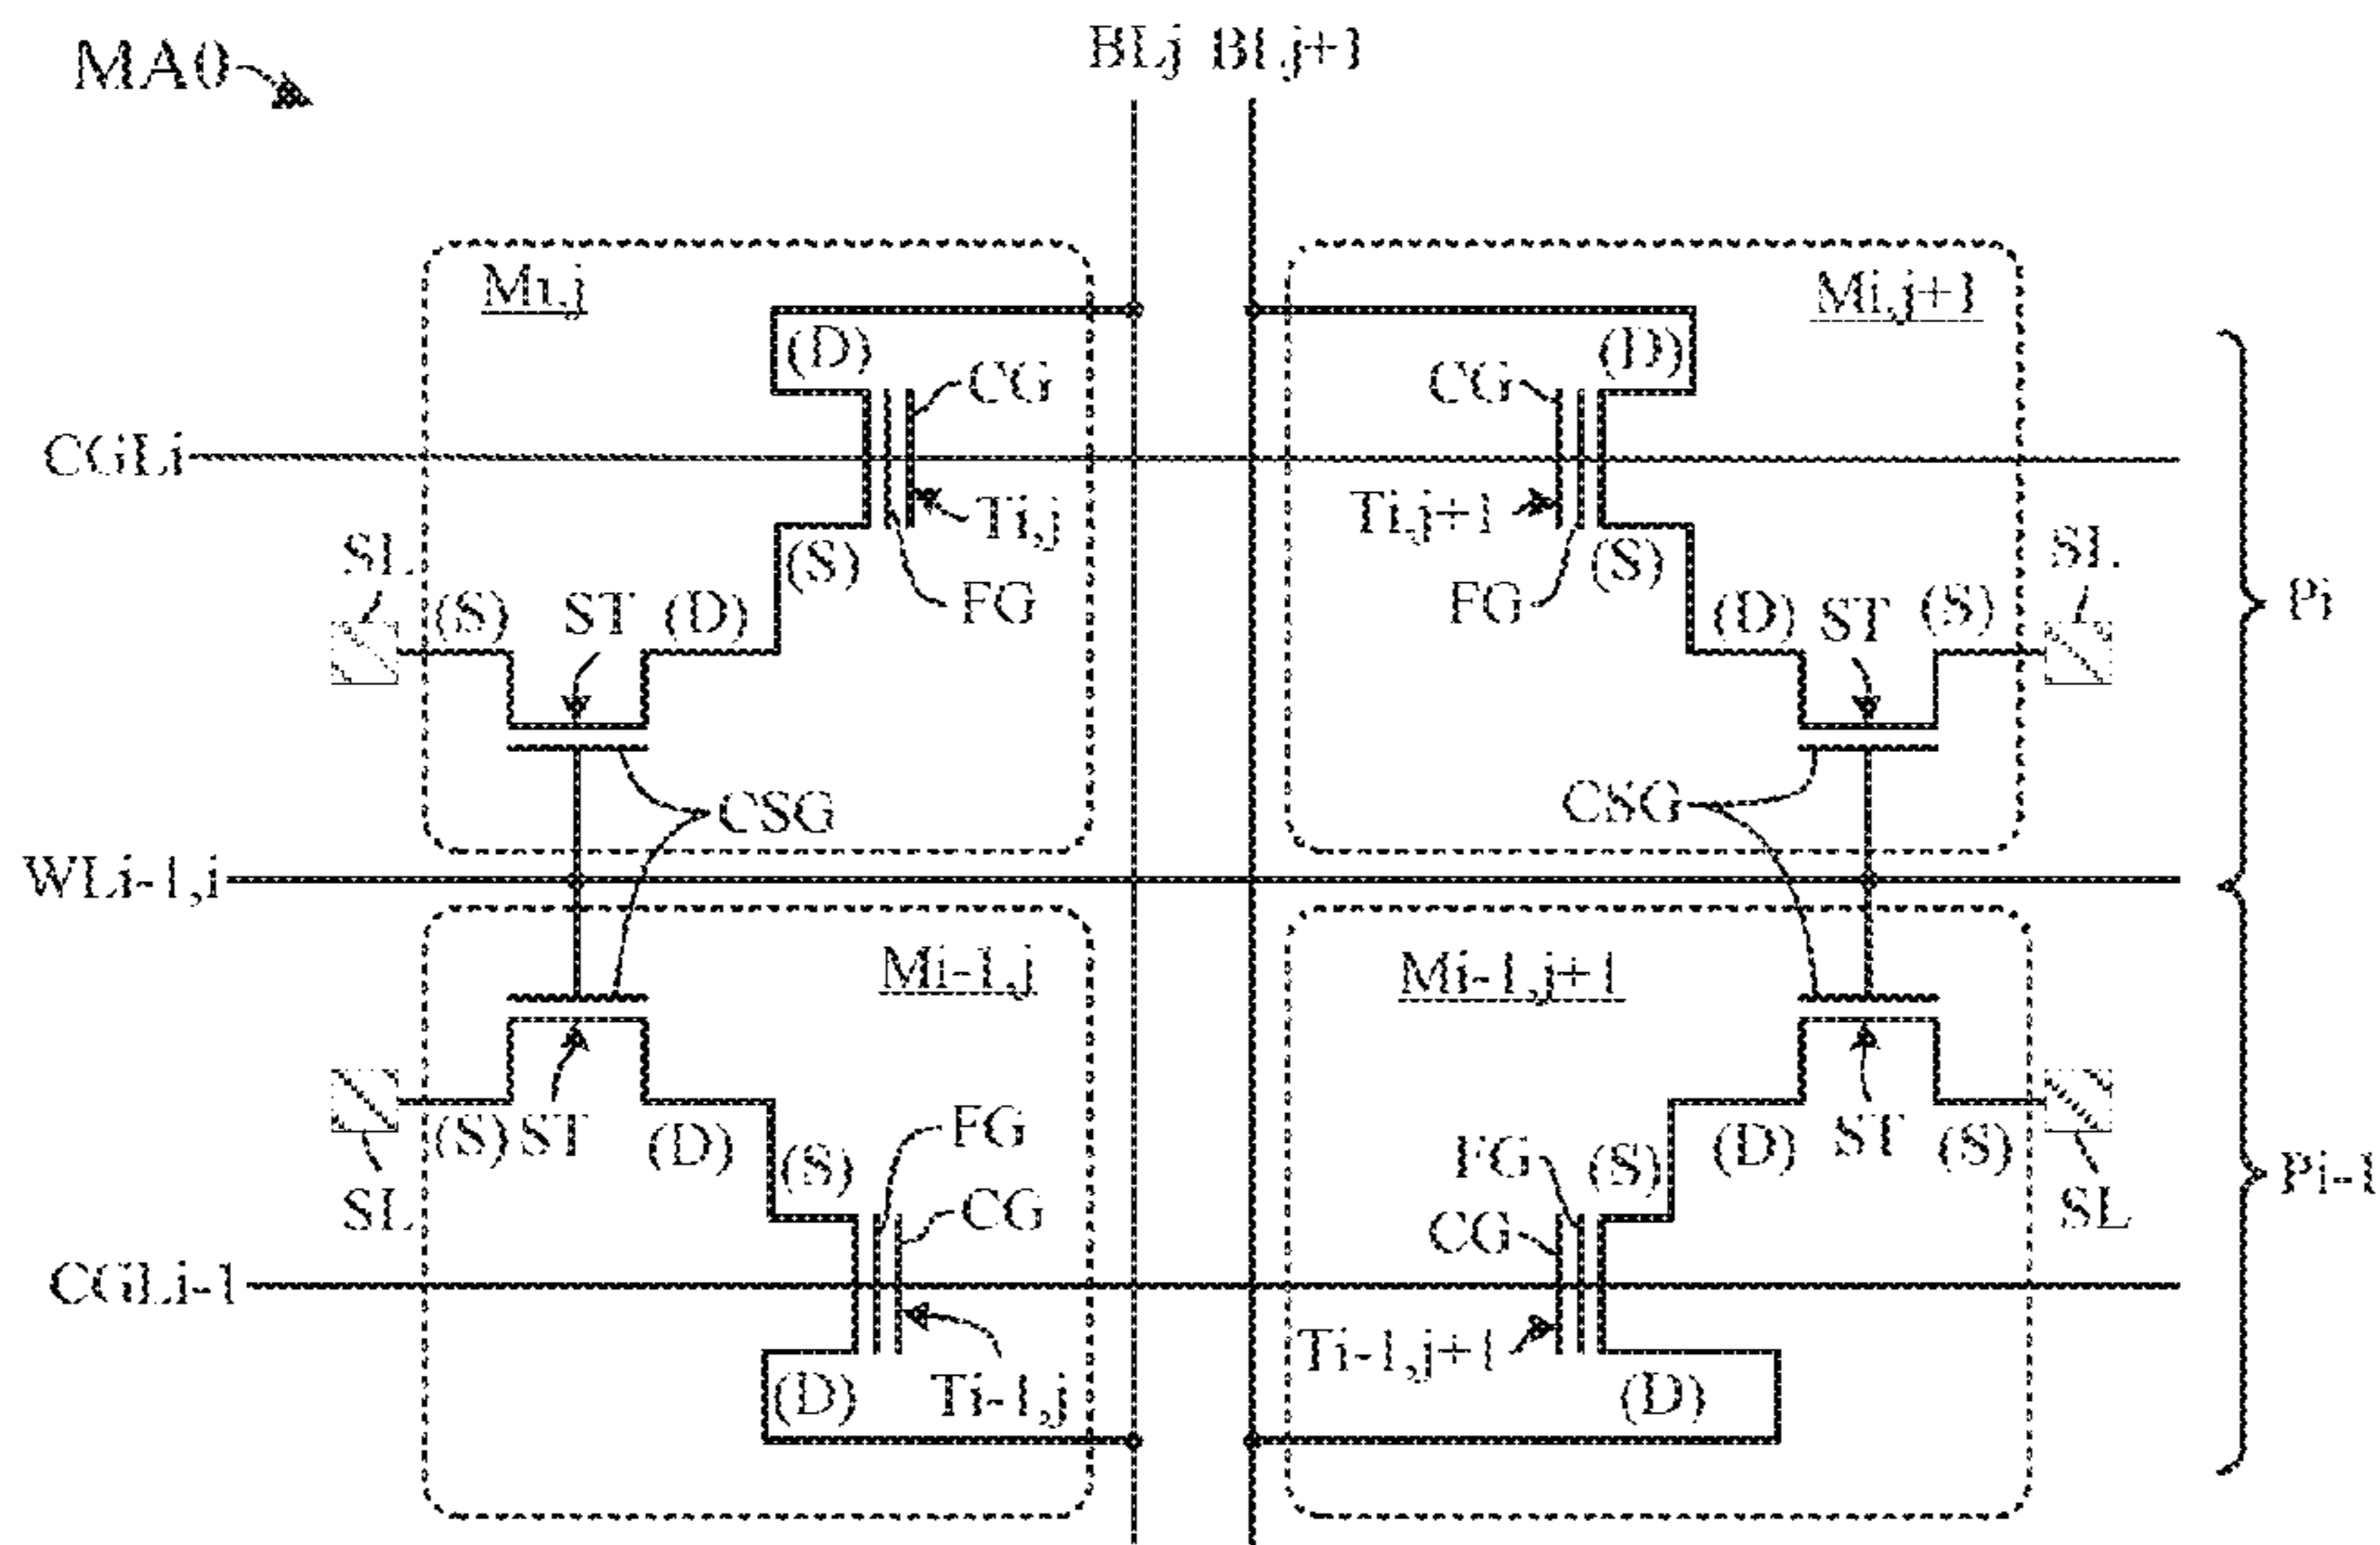 MA0
BLj BLj+1
Mi,j
Mi,j+1
(D)
(D)
CG
CG
CGLi
Ti,j
Ti,j+1
SL
(S)
(S)
SL
Pi
(S)
ST
(D)
FG
FG
(D)
ST
(S)
CSG
CSG
WLi-1,i
Mi-1,j
Mi-1,j+1
(S)
ST
(D)
FG
(S)
FG
(S)
(D)
ST
(S)
Pi-1
SL
CG
CG
SL
CGLi-1
Ti-1,j
Ti-1,j+1
(D)
(D)